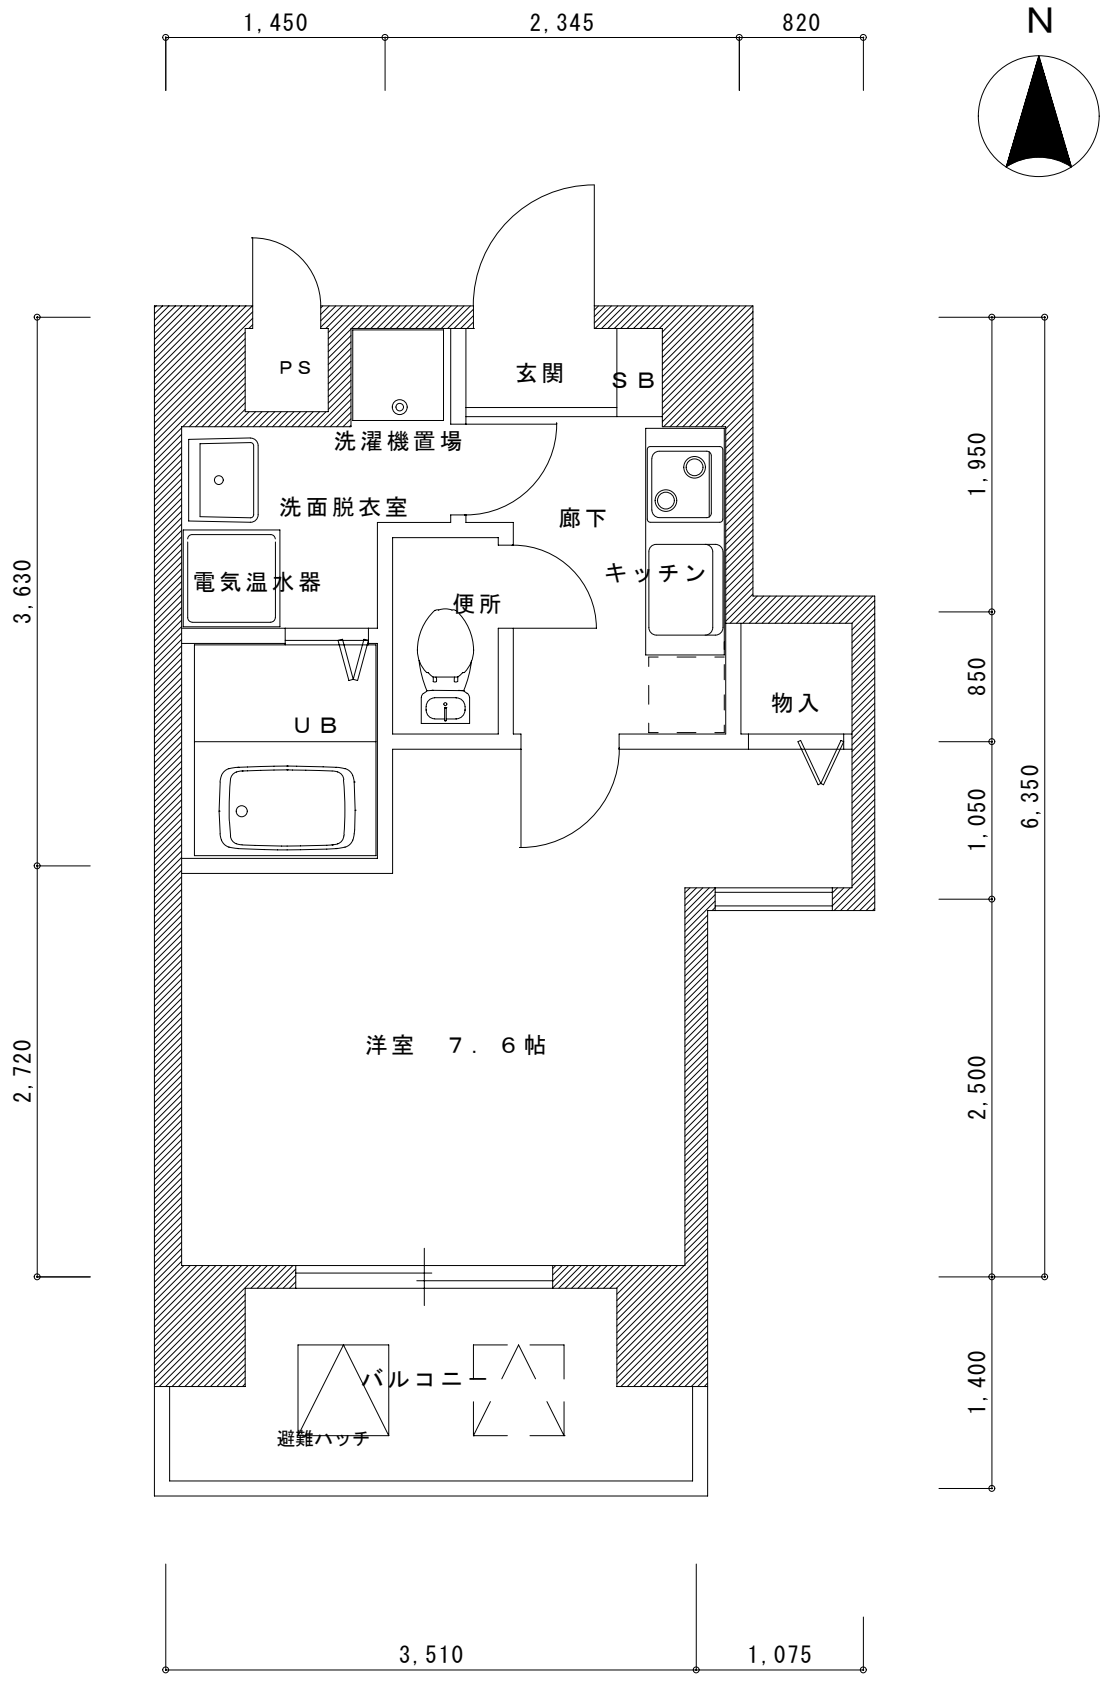 1,450
2,345
820
N
PS
玄関
SB
洗濯機置場
洗面脱衣室
廊下
キッチン
電気温水器
便所
物入
UB
洋室 7.6帖
バルコニー
避難ハッチ
3,630
2,720
1,950
850
1,050
6,350
2,500
1,400
3,510
1,075